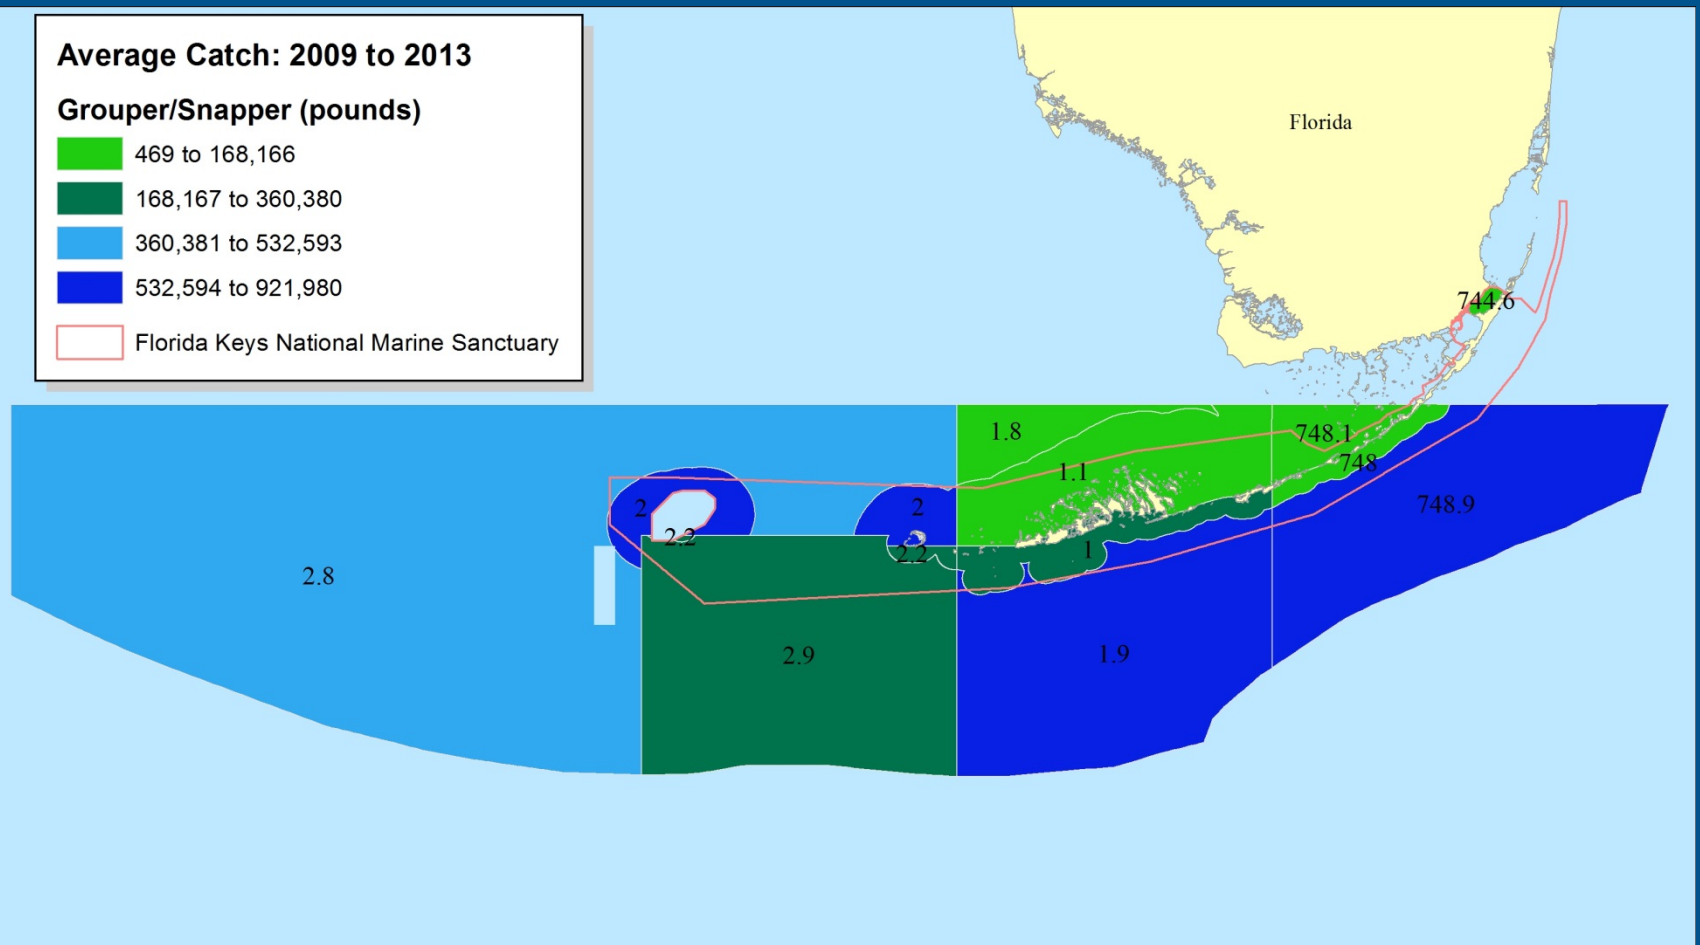 Average Catch: 2009 to 2013
Grouper/Snapper (pounds)
469 to 168,166
168,167 to 360,380
360,381 to 532,593
532,594 to 921,980
Florida Keys National Marine Sanctuary
Florida
744.6
1.8
748.1
748
1.1
2
2
748.9
2.2
2.2
1
2.8
2.9
1.9